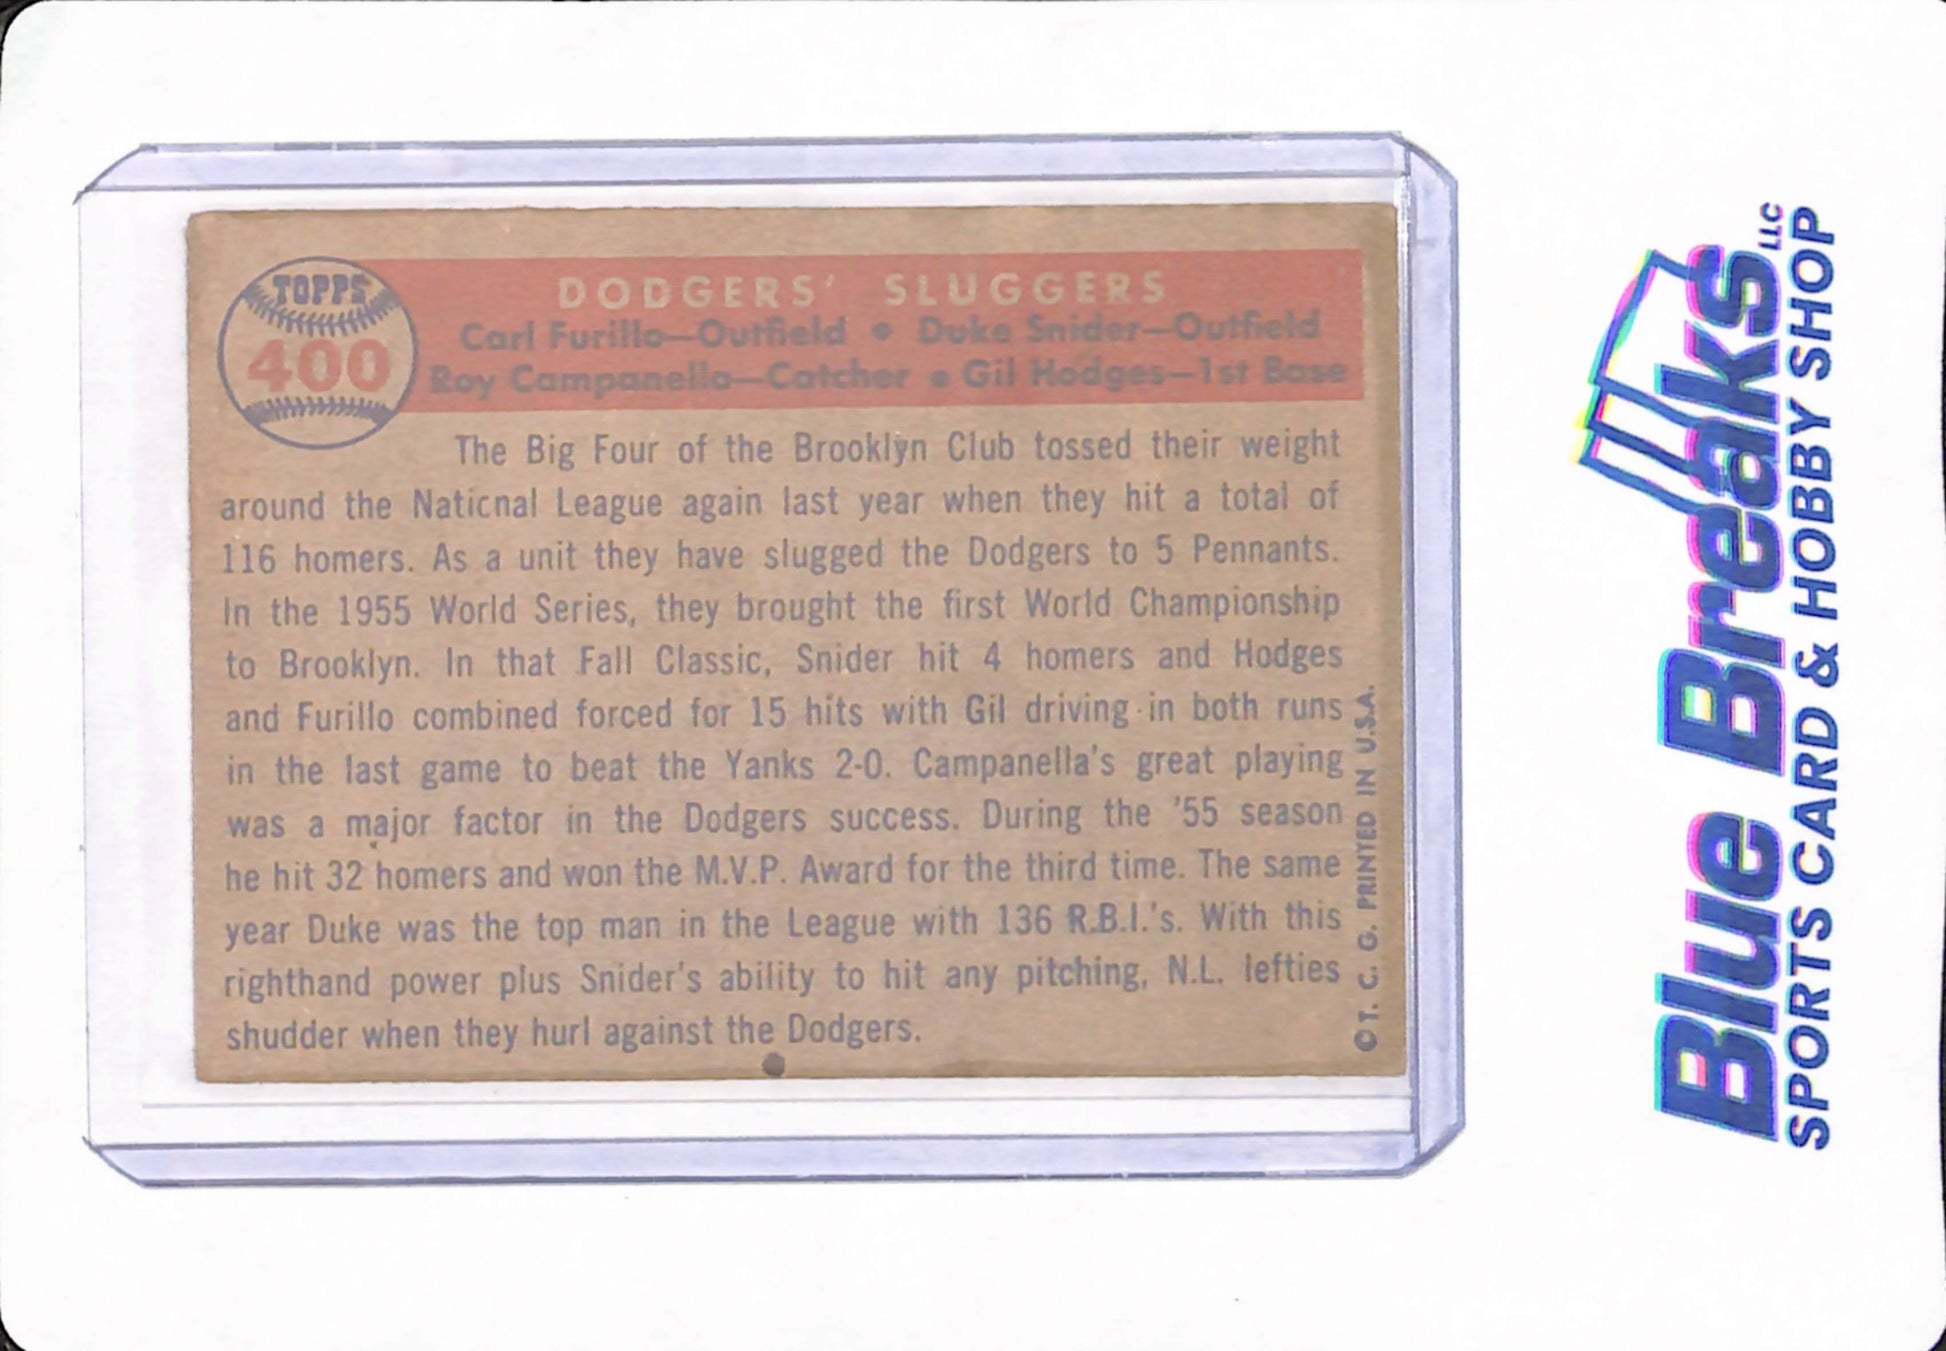 TOPPS
400
DODGERS' SLUGGERS
Carl Furillo—Outfield • Duke Snider—Outfield
Roy Campanella—Catcher • Gil Hodges—1st Base
The Big Four of the Brooklyn Club tossed their weight
around the National League again last year when they hit a total of
116 homers. As a unit they have slugged the Dodgers to 5 Pennants.
In the 1955 World Series, they brought the first World Championship
to Brooklyn. In that Fall Classic, Snider hit 4 homers and Hodges
and Furillo combined forced for 15 hits with Gil driving in both runs
in the last game to beat the Yanks 2-0. Campanella's great playing
was a major factor in the Dodgers success. During the '55 season
he hit 32 homers and won the M.V.P. Award for the third time. The same
year Duke was the top man in the League with 136 R.B.I.'s. With this
righthand power plus Snider's ability to hit any pitching, N.L. lefties
shudder when they hurl against the Dodgers.
© T. C. G. PRINTED IN U.S.A.
Blue Breaks LLC
SPORTS CARD & HOBBY SHOP